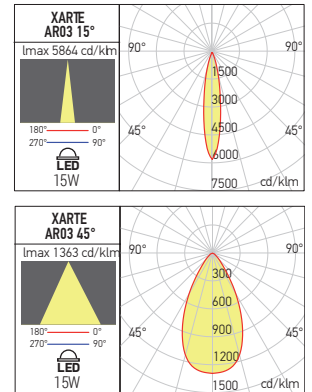 XARTE
AR03 15°
Imax 5864 cd/klm
180° 0°
270° 90°
LED
15W
90° 90°
1500
3000
45° 4500 45°
6000
7500 cd/klm
XARTE
AR03 45°
Imax 1363 cd/klm
180° 0°
270° 90°
LED
15W
90° 90°
300
600
45° 900 45°
1200
1500 cd/klm